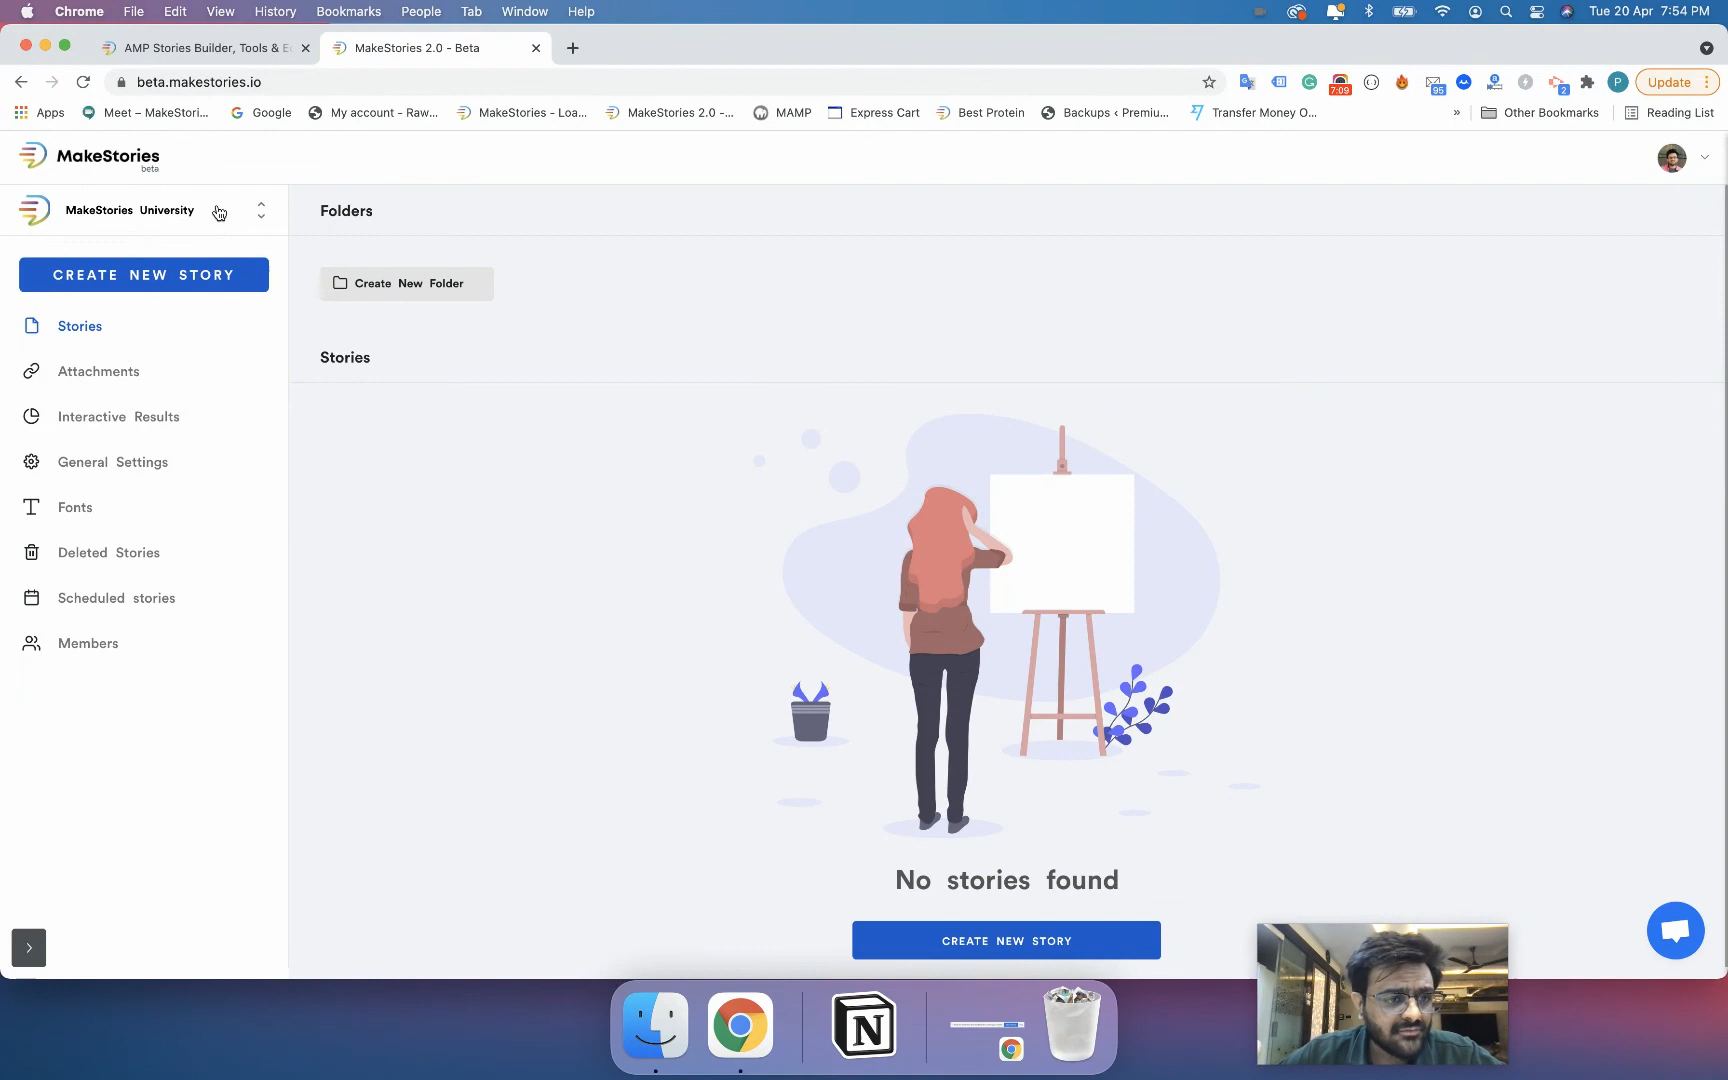 Chrome File Edit View History Bookmarks People Tab Window Help Tue 20 Apr 7:54 PM
AMP Stories Builder, Tools & E MakeStories 2.0 - Beta
beta.makestories.io 7:09 95 2 P Update
Apps Meet – MakeStori... Google My account - Raw... MakeStories - Loa... MakeStories 2.0 -... MAMP Express Cart Best Protein Backups ‹ Premiu... Transfer Money O... » Other Bookmarks Reading List
MakeStories
beta
MakeStories University
Folders
CREATE NEW STORY
Create New Folder
Stories
Stories
Attachments
Interactive Results
General Settings
Fonts
Deleted Stories
Scheduled stories
Members
No stories found
CREATE NEW STORY